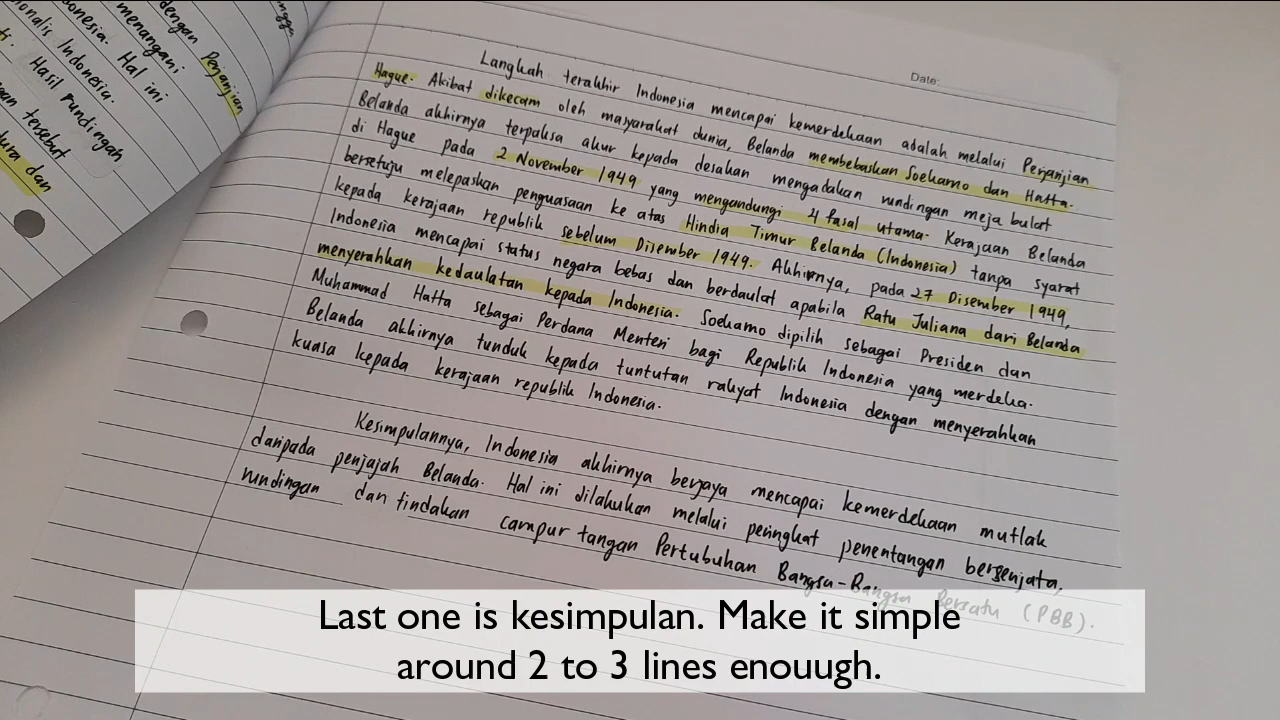 ingga
dengan Perjanjian
menangani
onesia. Hal ini
onalis Indonesia.
Hasil rundingan
an tersebut
dan
Date:
Langkah terakhir Indonesia mencapai kemerdekaan adalah melalui Perjanjian
Hague. Akibat dikecam oleh masyarakat dunia, Belanda membebaskan Soekarno dan Hatta.
Belanda akhirnya terpaksa akur kepada desakan mengadakan rundingan meja bulat
di Hague pada 2 November 1949 yang mengandungi 4 fasal utama. Kerajaan Belanda
bersetuju melepaskan penguasaan ke atas Hindia Timur Belanda (Indonesia) tanpa syarat
kepada kerajaan republik sebelum Disember 1949. Akhirnya, pada 27 Disember 1949,
Indonesia mencapai status negara bebas dan berdaulat apabila Ratu Juliana dari Belanda
menyerahkan kedaulatan kepada Indonesia. Soekarno dipilih sebagai Presiden dan
Muhammad Hatta sebagai Perdana Menteri bagi Republik Indonesia yang merdeka.
Belanda akhirnya tunduk kepada tuntutan rakyat Indonesia dengan menyerahkan
kuasa kepada kerajaan republik Indonesia.
Kesimpulannya, Indonesia akhirnya berjaya mencapai kemerdekaan mutlak
daripada penjajah Belanda. Hal ini dilakukan melalui peringkat penentangan bersenjata,
rundingan dan tindakan campur tangan Pertubuhan Bangsa-Bangsa Bersatu (PBB).
Last one is kesimpulan. Make it simple
around 2 to 3 lines enouugh.